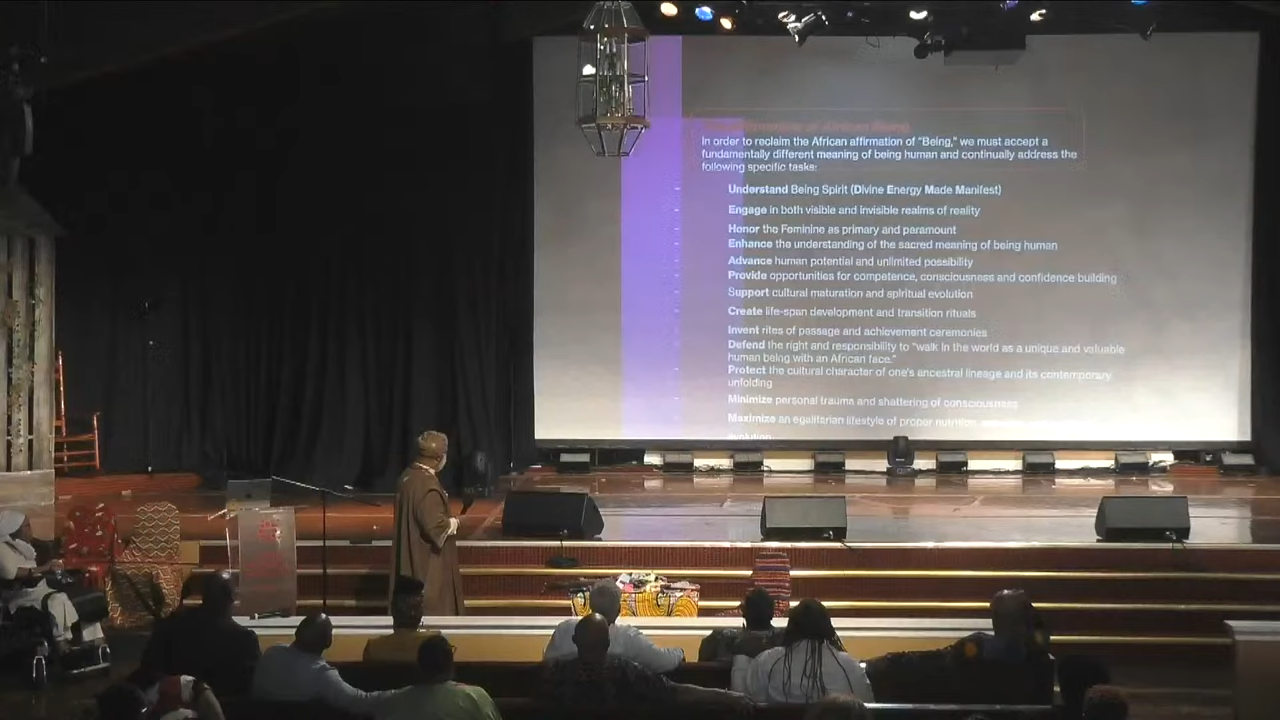 In order to reclaim the African affirmation of "Being," we must accept a
fundamentally different meaning of being human and continually address the
following specific tasks:
Understand Being Spirit (Divine Energy Made Manifest)
Engage in both visible and invisible realms of reality
Honor the Feminine as primary and paramount
Enhance the understanding of the sacred meaning of being human
Advance human potential and unlimited possibility
Provide opportunities for competence, consciousness and confidence building
Support cultural maturation and spiritual evolution
Create life-span development and transition rituals
Invent rites of passage and achievement ceremonies
Defend the right and responsibility to "walk in the world as a unique and valuable
human being with an African face."
Protect the cultural character of one's ancestral lineage and its contemporary
unfolding
Minimize personal trauma and shattering of consciousness
Maximize an egalitarian lifestyle of proper nutrition,
evolution